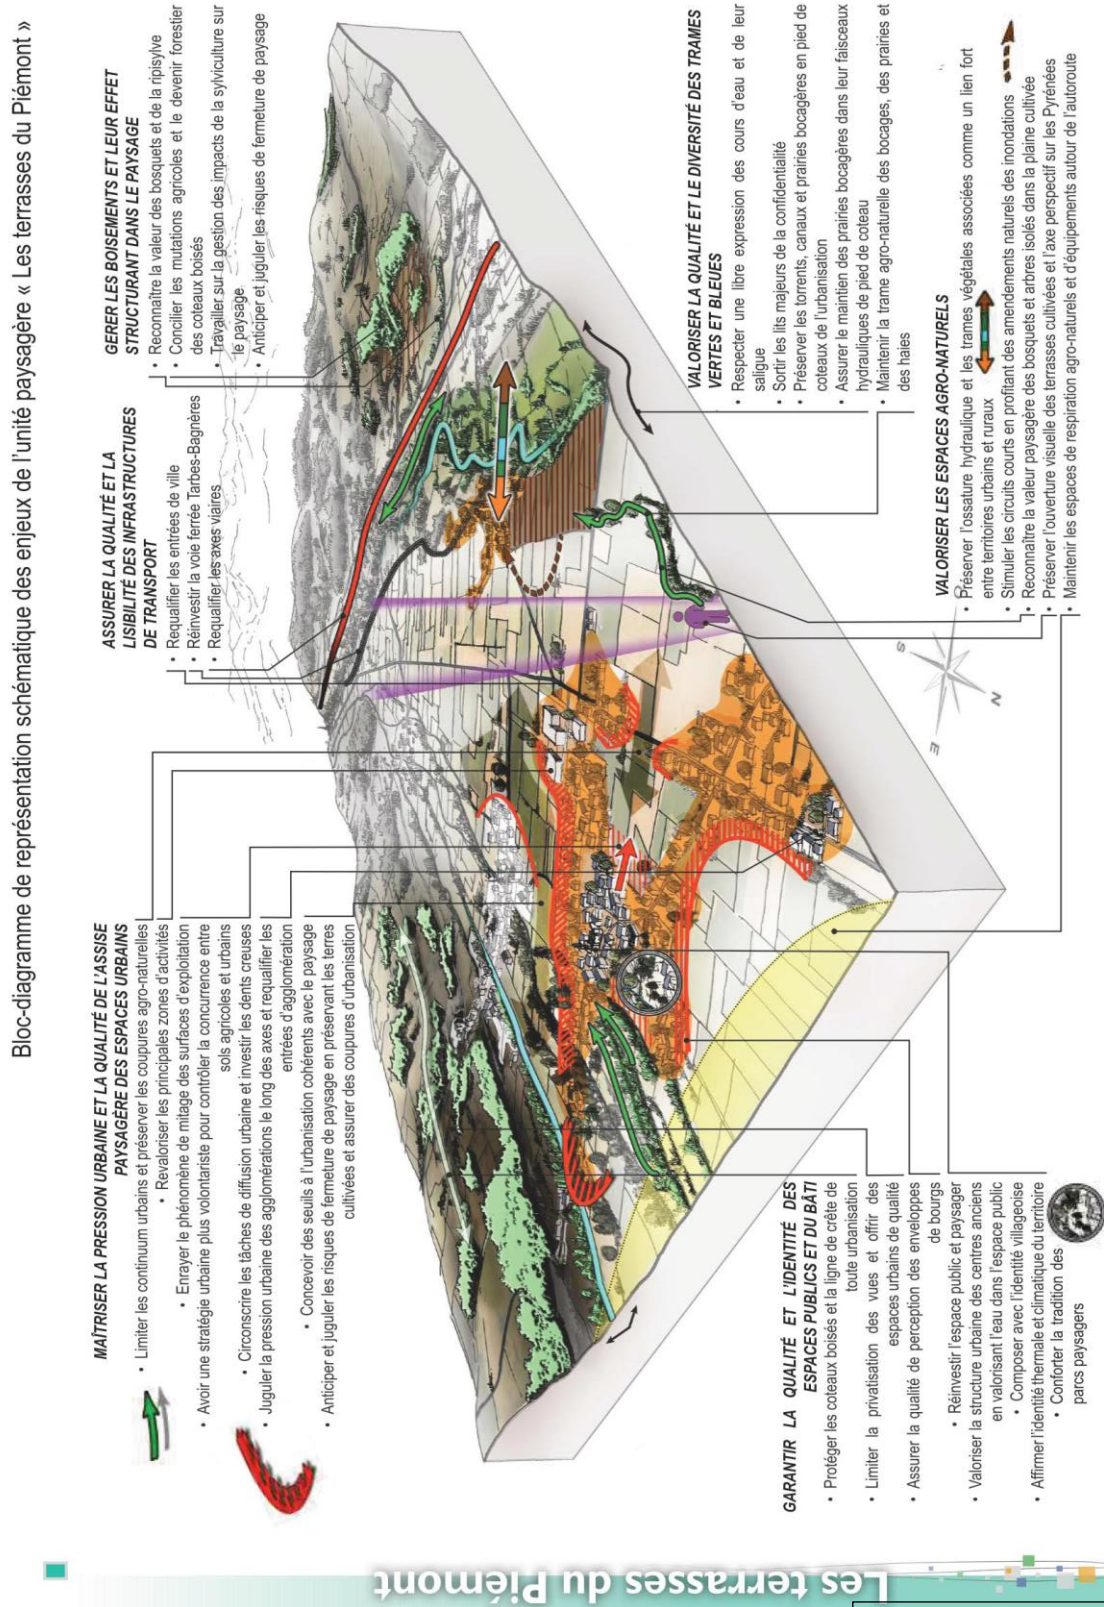 Bloc-diagramme de représentation schématique des enjeux de l'unité paysagère « Les terrasses du Piémont »
MAÎTRISER LA PRESSION URBAINE ET LA QUALITÉ DE L'ASSISE
PAYSAGÈRE DES ESPACES URBAINS
• Limiter les continuum urbains et préserver les coupures agro-naturelles
• Revaloriser les principales zones d'activités
• Enrayer le phénomène de mitage des surfaces d'exploitation
• Avoir une stratégie urbaine plus volontariste pour contrôler la concurrence entre
sols agricoles et urbains
• Circonscrire les tâches de diffusion urbaine et investir les dents creuses
• Juguler la pression urbaine des agglomérations le long des axes et requalifier les
entrées d'agglomération
• Concevoir des seuils à l'urbanisation cohérents avec le paysage
• Anticiper et juguler les risques de fermeture de paysage en préservant les terres
cultivées et assurer des coupures d'urbanisation
ASSURER LA QUALITÉ ET LA
LISIBILITÉ DES INFRASTRUCTURES
DE TRANSPORT
• Requalifier les entrées de ville
• Réinvestir la voie ferrée Tarbes-Bagnères
• Requalifier les axes viaires
GERER LES BOISEMENTS ET LEUR EFFET
STRUCTURANT DANS LE PAYSAGE
• Reconnaître la valeur des bosquets et de la ripisylve
• Concilier les mutations agricoles et le devenir forestier
des coteaux boisés
• Travailler sur la gestion des impacts de la sylviculture sur
le paysage
• Anticiper et juguler les risques de fermeture de paysage
GARANTIR LA QUALITÉ ET L'IDENTITÉ DES
ESPACES PUBLICS ET DU BÂTI
• Protéger les coteaux boisés et la ligne de crête de
toute urbanisation
• Limiter la privatisation des vues et offrir des
espaces urbains de qualité
• Assurer la qualité de perception des enveloppes
de bourgs
• Réinvestir l'espace public et paysager
• Valoriser la structure urbaine des centres anciens
en valorisant l'eau dans l'espace public
• Composer avec l'identité villageoise
• Affirmer l'identité thermale et climatique du territoire
• Conforter la tradition des
parcs paysagers
VALORISER LA QUALITÉ ET LE DIVERSITÉ DES TRAMES
VERTES ET BLEUES
• Respecter une libre expression des cours d'eau et de leur
saligue
• Sortir les lits majeurs de la confidentialité
• Préserver les torrents, canaux et prairies bocagères en pied de
coteaux de l'urbanisation
• Assurer le maintien des prairies bocagères dans leur faisceaux
hydrauliques de pied de coteau
• Maintenir la trame agro-naturelle des bocages, des prairies et
des haies
VALORISER LES ESPACES AGRO-NATURELS
• Préserver l'ossature hydraulique et les trames végétales associées comme un lien fort
entre territoires urbains et ruraux
• Stimuler les circuits courts en profitant des amendements naturels des inondations
• Reconnaître la valeur paysagère des bosquets et arbres isolés dans la plaine cultivée
• Préserver l'ouverture visuelle des terrasses cultivées et l'axe perspectif sur les Pyrénées
• Maintenir les espaces de respiration agro-naturels et d'équipements autour de l'autoroute
S
N
E
Les terrasses du Piémont